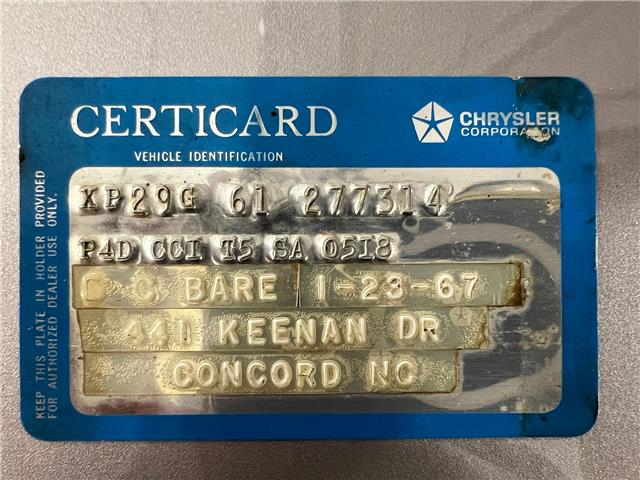 CERTICARD
VEHICLE IDENTIFICATION
CHRYSLER
CORPORATION
XP29G 61 277314
P4D CCI T5 SA 0518
C BARE 1-23-67
441 KEENAN DR
CONCORD NC
KEEP THIS PLATE IN HOLDER PROVIDED
FOR AUTHORIZED DEALER USE ONLY.